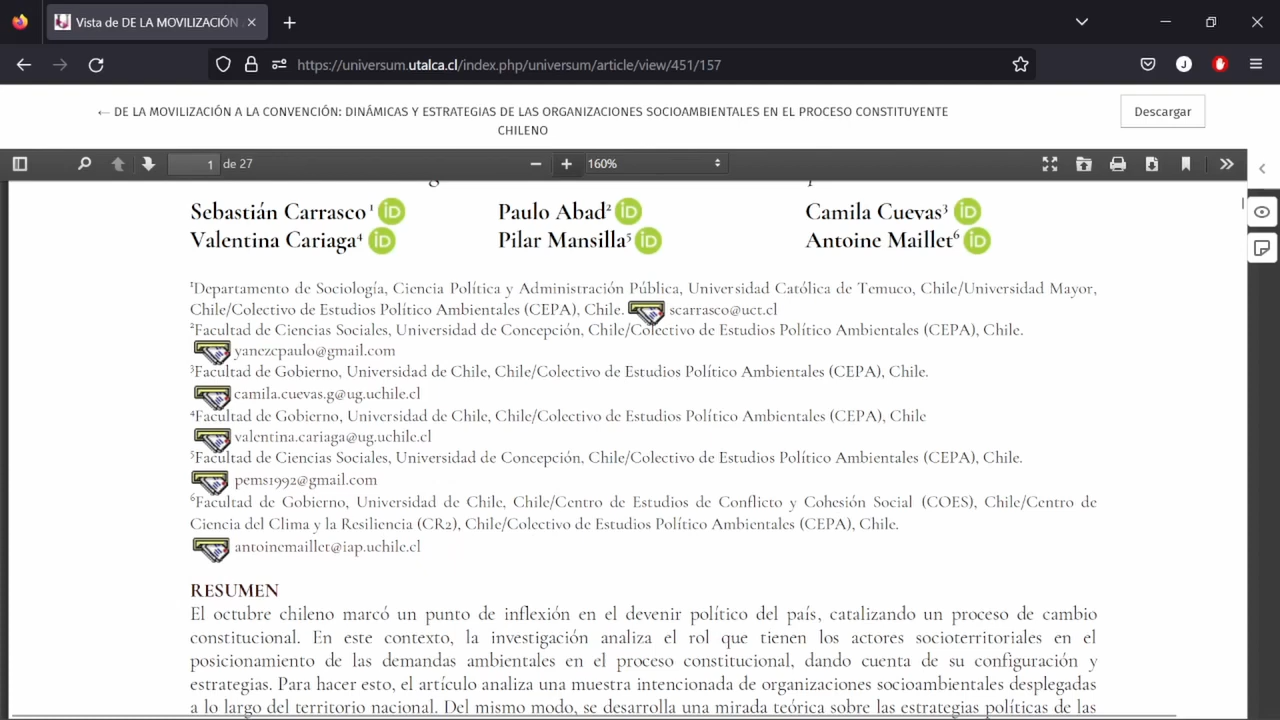 Vista de DE LA MOVILIZACIÓN
https://universum.utalca.cl/index.php/universum/article/view/451/157
← DE LA MOVILIZACIÓN A LA CONVENCIÓN: DINÁMICAS Y ESTRATEGIAS DE LAS ORGANIZACIONES SOCIOAMBIENTALES EN EL PROCESO CONSTITUYENTE
CHILENO
Descargar
1 de 27
160%
Sebastián Carrasco ¹ iD Paulo Abad² iD Camila Cuevas³ iD
Valentina Cariaga⁴ iD Pilar Mansilla⁵ iD Antoine Maillet⁶ iD
¹Departamento de Sociología, Ciencia Política y Administración Pública, Universidad Católica de Temuco, Chile/Universidad Mayor,
Chile/Colectivo de Estudios Político Ambientales (CEPA), Chile. scarrasco@uct.cl
²Facultad de Ciencias Sociales, Universidad de Concepción, Chile/Colectivo de Estudios Político Ambientales (CEPA), Chile.
yanezcpaulo@gmail.com
³Facultad de Gobierno, Universidad de Chile, Chile/Colectivo de Estudios Político Ambientales (CEPA), Chile.
camila.cuevas.g@ug.uchile.cl
⁴Facultad de Gobierno, Universidad de Chile, Chile/Colectivo de Estudios Político Ambientales (CEPA), Chile
valentina.cariaga@ug.uchile.cl
⁵Facultad de Ciencias Sociales, Universidad de Concepción, Chile/Colectivo de Estudios Político Ambientales (CEPA), Chile.
pems1992@gmail.com
⁶Facultad de Gobierno, Universidad de Chile, Chile/Centro de Estudios de Conflicto y Cohesión Social (COES), Chile/Centro de
Ciencia del Clima y la Resiliencia (CR2), Chile/Colectivo de Estudios Político Ambientales (CEPA), Chile.
antoinemaillet@iap.uchile.cl
RESUMEN
El octubre chileno marcó un punto de inflexión en el devenir político del país, catalizando un proceso de cambio
constitucional. En este contexto, la investigación analiza el rol que tienen los actores socioterritoriales en el
posicionamiento de las demandas ambientales en el proceso constitucional, dando cuenta de su configuración y
estrategias. Para hacer esto, el artículo analiza una muestra intencionada de organizaciones socioambientales desplegadas
a lo largo del territorio nacional. Del mismo modo, se desarrolla una mirada teórica sobre las estrategias políticas de las